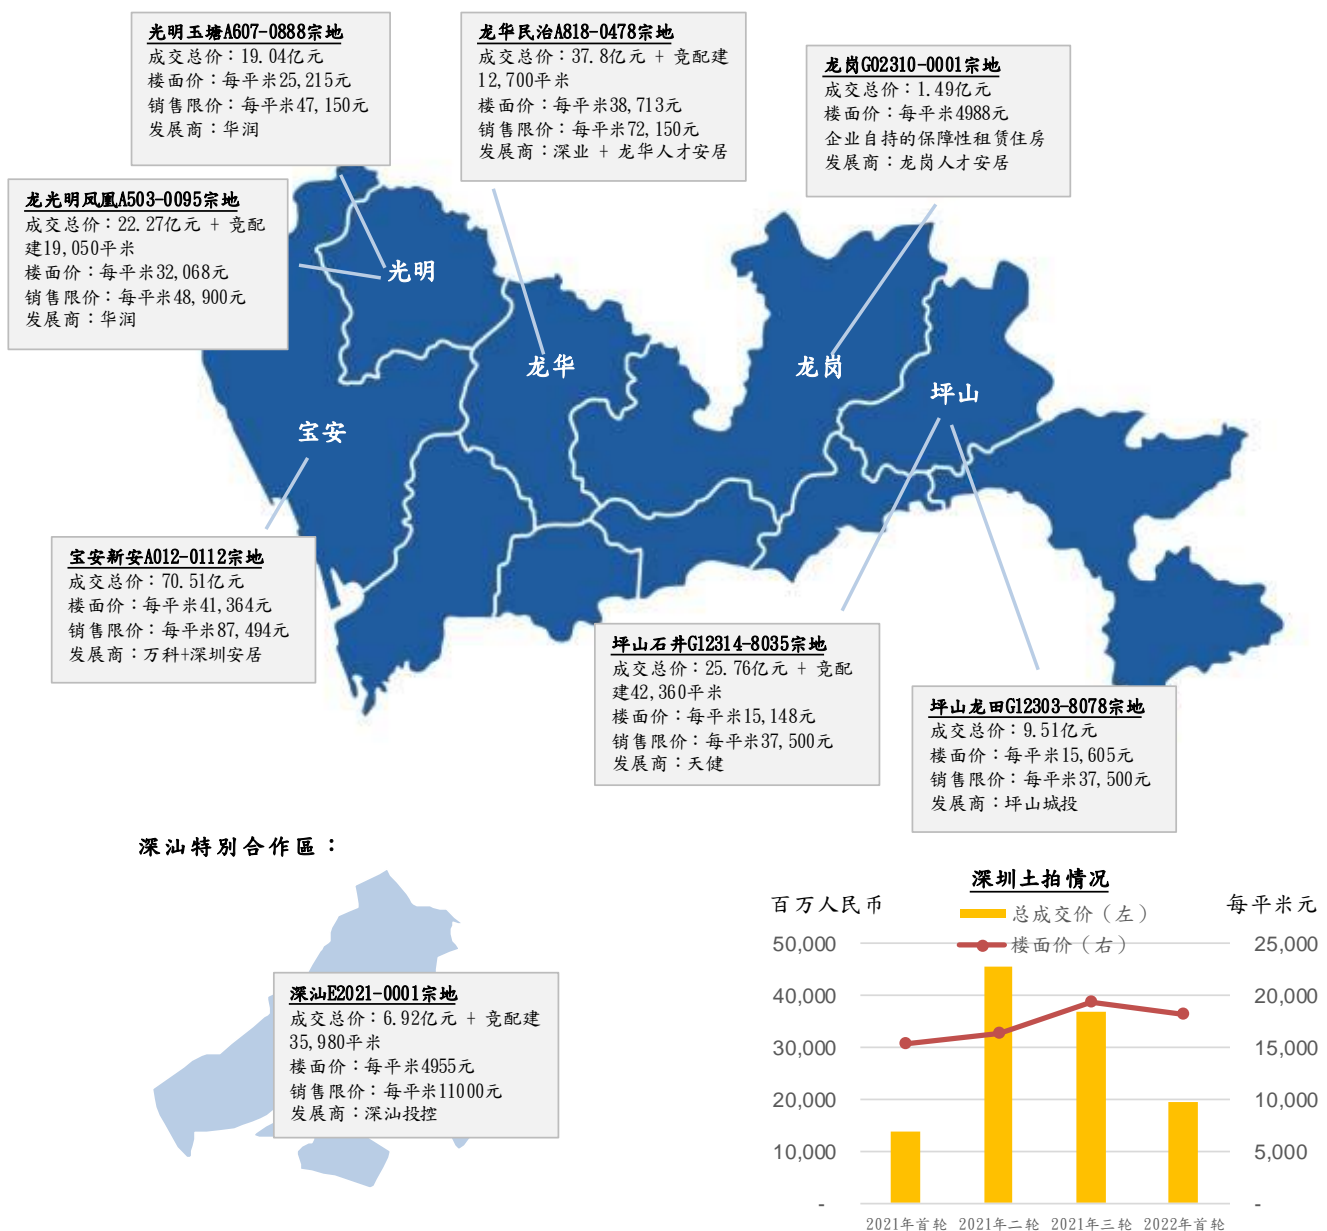 光明玉塘A607-0888宗地
成交总价：19.04亿元
楼面价：每平米25,215元
销售限价：每平米47,150元
发展商：华润
龙华民治A818-0478宗地
成交总价：37.8亿元 + 竞配建
12,700平米
楼面价：每平米38,713元
销售限价：每平米72,150元
发展商：深业 + 龙华人才安居
龙岗G02310-0001宗地
成交总价：1.49亿元
楼面价：每平米4988元
企业自持的保障性租赁住房
发展商：龙岗人才安居
龙光明凤凰A503-0095宗地
成交总价：22.27亿元 + 竞配
建19,050平米
楼面价：每平米32,068元
销售限价：每平米48,900元
发展商：华润
光明
龙华
龙岗
坪山
宝安
宝安新安A012-0112宗地
成交总价：70.51亿元
楼面价：每平米41,364元
销售限价：每平米87,494元
发展商：万科+深圳安居
坪山石井G12314-8035宗地
成交总价：25.76亿元 + 竞配
建42,360平米
楼面价：每平米15,148元
销售限价：每平米37,500元
发展商：天健
坪山龙田G12303-8078宗地
成交总价：9.51亿元
楼面价：每平米15,605元
销售限价：每平米37,500元
发展商：坪山城投
深汕特别合作區：
深汕E2021-0001宗地
成交总价：6.92亿元 + 竞配建
35,980平米
楼面价：每平米4955元
销售限价：每平米11000元
发展商：深汕投控
深圳土拍情况
百万人民币
每平米元
总成交价（左）
楼面价（右）
50,000
40,000
30,000
20,000
10,000
-
25,000
20,000
15,000
10,000
5,000
-
2021年首轮 2021年二轮 2021年三轮 2022年首轮